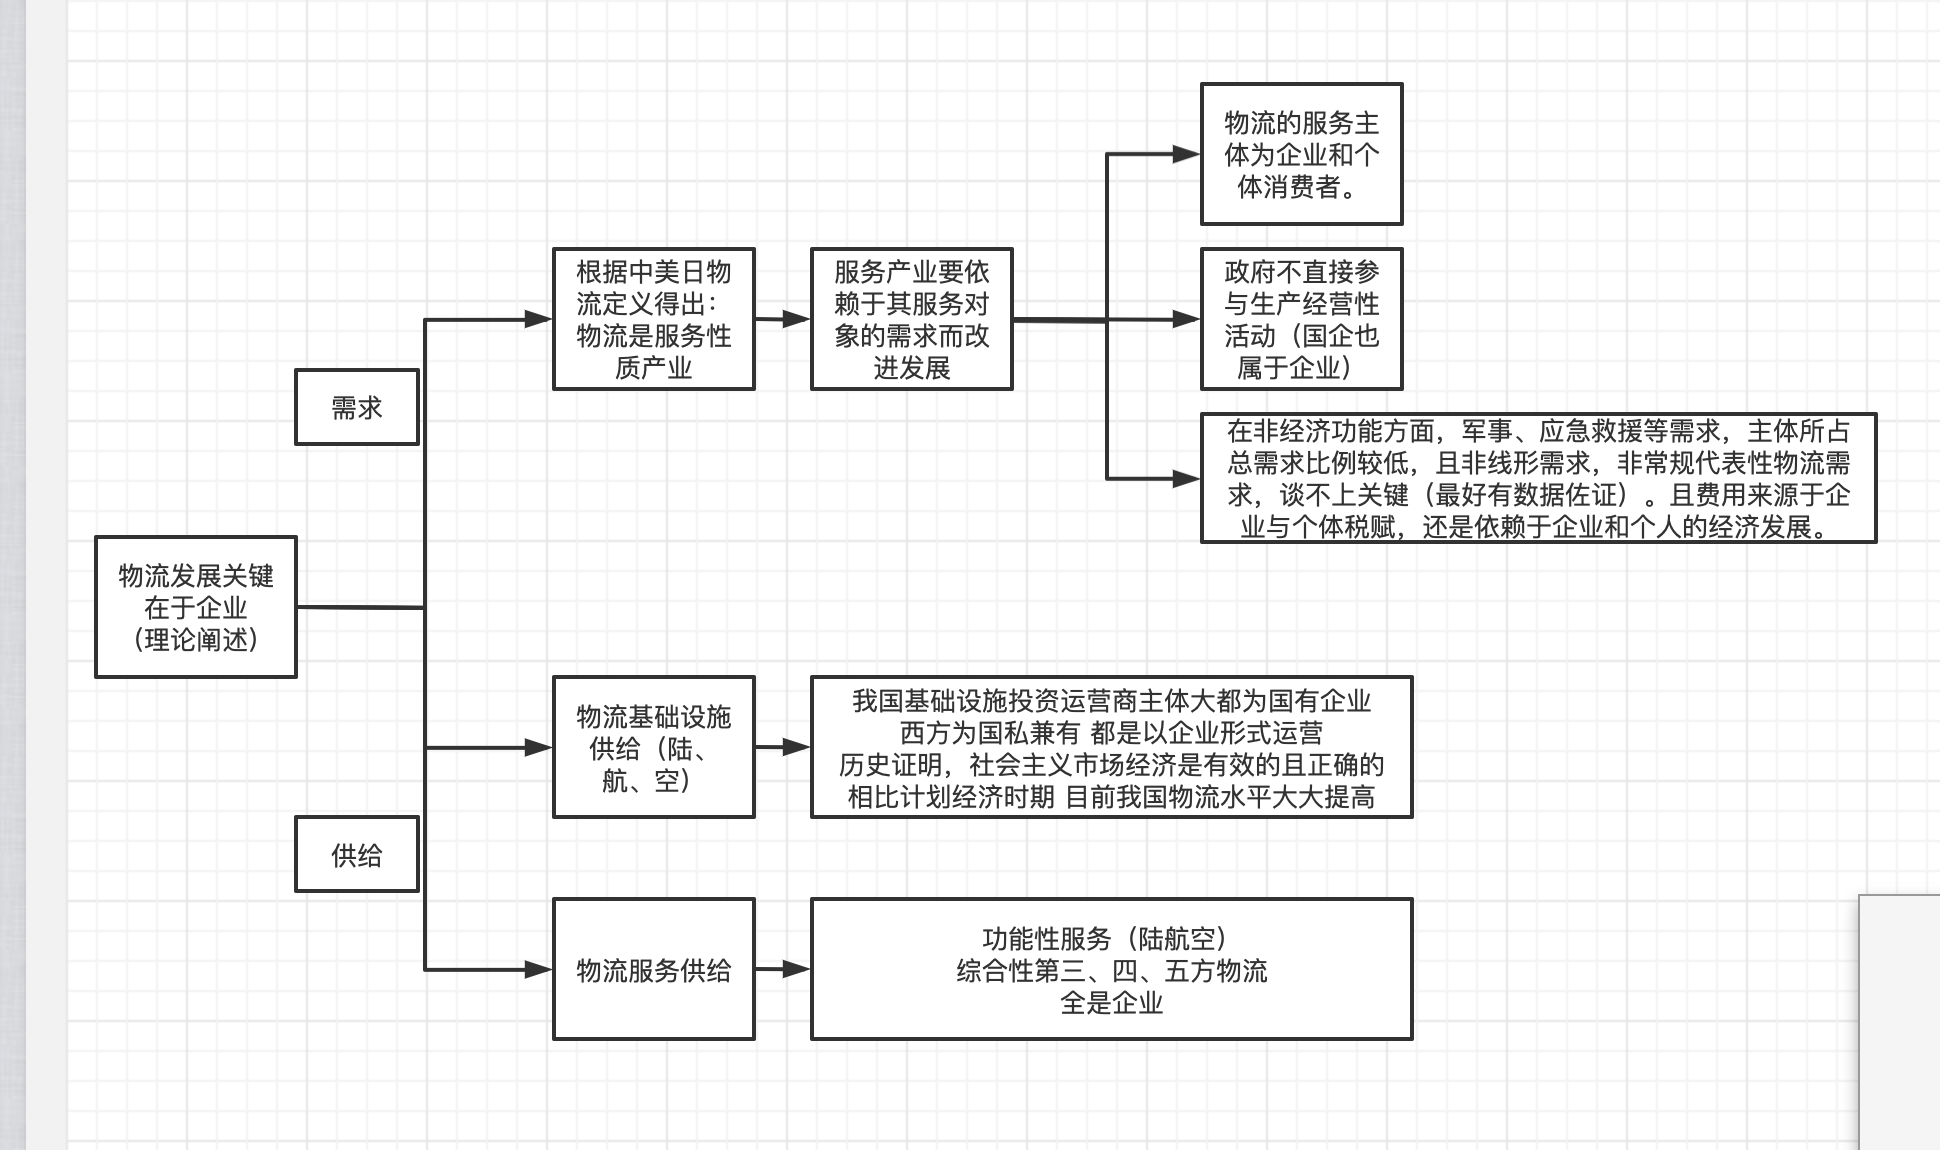 物流的服务主
体为企业和个
体消费者。
根据中美日物
流定义得出：
物流是服务性
质产业
服务产业要依
赖于其服务对
象的需求而改
进发展
政府不直接参
与生产经营性
活动（国企也
属于企业）
需求
在非经济功能方面，军事、应急救援等需求，主体所占
总需求比例较低，且非线形需求，非常规代表性物流需
求，谈不上关键（最好有数据佐证）。且费用来源于企
业与个体税赋，还是依赖于企业和个人的经济发展。
物流发展关键
在于企业
（理论阐述）
物流基础设施
供给（陆、
航、空）
我国基础设施投资运营商主体大都为国有企业
西方为国私兼有 都是以企业形式运营
历史证明，社会主义市场经济是有效的且正确的
相比计划经济时期 目前我国物流水平大大提高
供给
物流服务供给
功能性服务（陆航空）
综合性第三、四、五方物流
全是企业